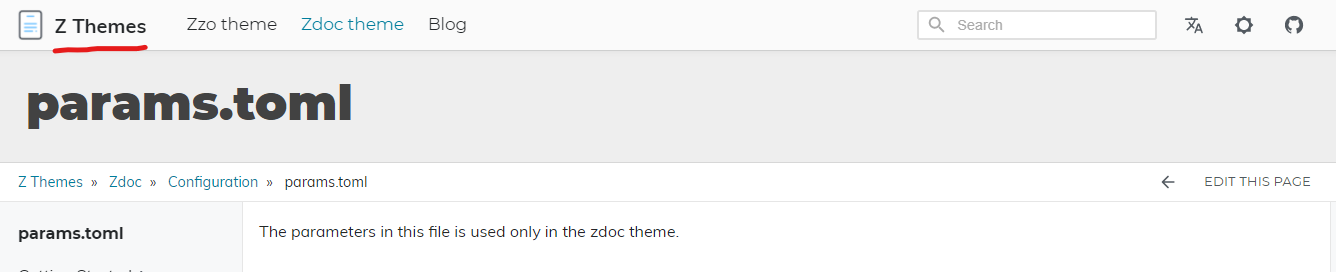 Z Themes Zzo theme Zdoc theme Blog Search
params.toml
Z Themes » Zdoc » Configuration » params.toml EDIT THIS PAGE
params.toml
The parameters in this file is used only in the zdoc theme.